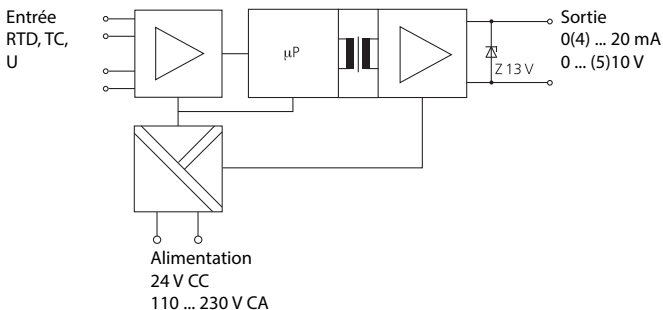 Entrée
RTD, TC,
U
µP
Z 13 V
Sortie
0(4) ... 20 mA
0 ... (5)10 V
Alimentation
24 V CC
110 ... 230 V CA